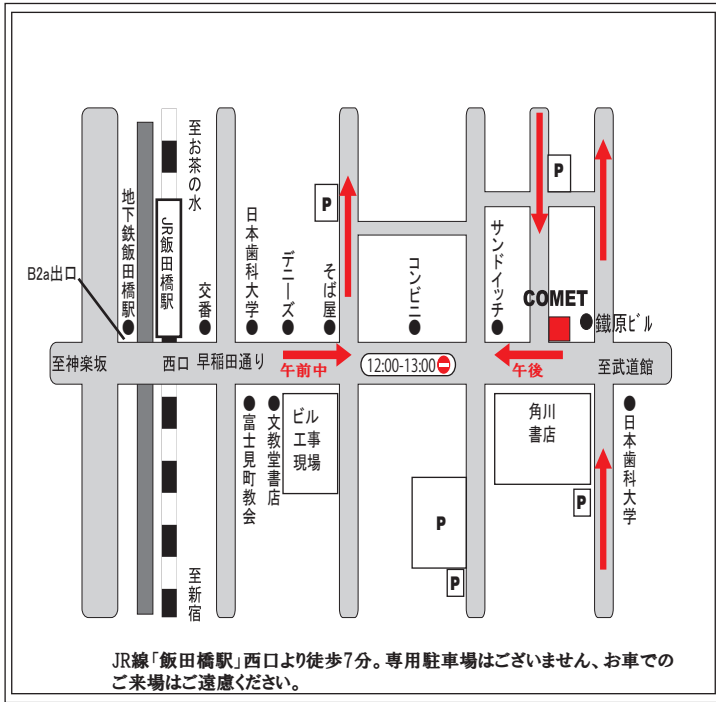 至お茶の水
地下鉄飯田橋駅
JR飯田橋駅
B2a出口
交番
日本歯科大学
デニーズ
そば屋
P
コンビニ
サンドイッチ
P
COMET
鐵原ビル
至神楽坂
西口
早稲田通り
午前中
12:00-13:00
午後
至武道館
富士見町教会
文教堂書店
ビル
工事
現場
角川
書店
日本歯科大学
P
P
P
至新宿
JR線「飯田橋駅」西口より徒歩7分。専用駐車場はございません、お車での
ご来場はご遠慮ください。